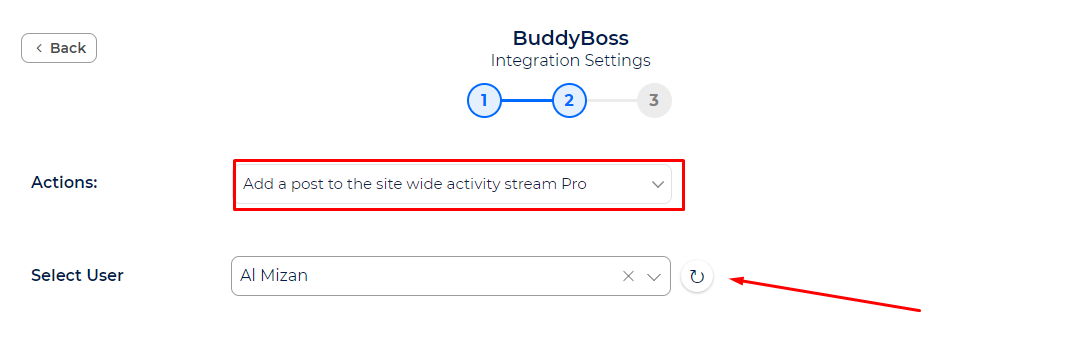 Back
BuddyBoss
Integration Settings
1 2 3
Actions: Add a post to the site wide activity stream Pro
Select User Al Mizan